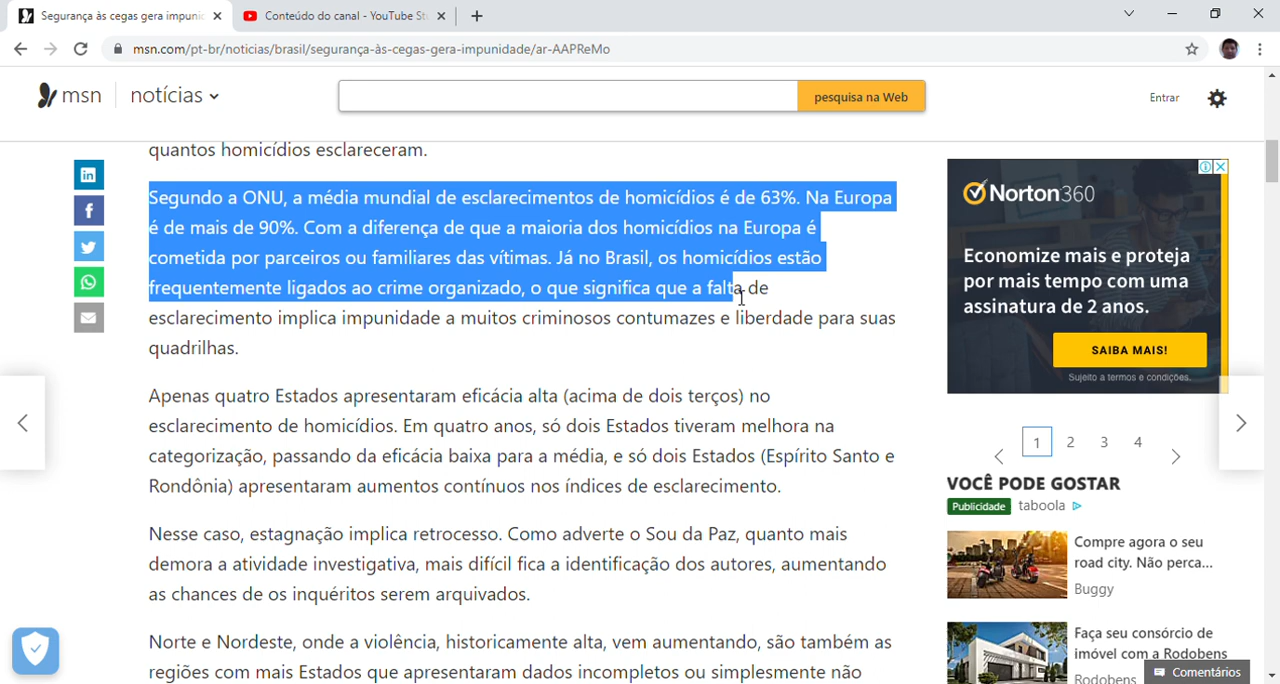 Segurança às cegas gera impunid
Conteúdo do canal - YouTube St
msn.com/pt-br/noticias/brasil/segurança-às-cegas-gera-impunidade/ar-AAPReMo
msn
notícias
pesquisa na Web
Entrar
quantos homicídios esclareceram.
Segundo a ONU, a média mundial de esclarecimentos de homicídios é de 63%. Na Europa
é de mais de 90%. Com a diferença de que a maioria dos homicídios na Europa é
cometida por parceiros ou familiares das vítimas. Já no Brasil, os homicídios estão
frequentemente ligados ao crime organizado, o que significa que a falta de
esclarecimento implica impunidade a muitos criminosos contumazes e liberdade para suas
quadrilhas.
Apenas quatro Estados apresentaram eficácia alta (acima de dois terços) no
esclarecimento de homicídios. Em quatro anos, só dois Estados tiveram melhora na
categorização, passando da eficácia baixa para a média, e só dois Estados (Espírito Santo e
Rondônia) apresentaram aumentos contínuos nos índices de esclarecimento.
Nesse caso, estagnação implica retrocesso. Como adverte o Sou da Paz, quanto mais
demora a atividade investigativa, mais difícil fica a identificação dos autores, aumentando
as chances de os inquéritos serem arquivados.
Norte e Nordeste, onde a violência, historicamente alta, vem aumentando, são também as
regiões com mais Estados que apresentaram dados incompletos ou simplesmente não
Norton360
Economize mais e proteja
por mais tempo com uma
assinatura de 2 anos.
SAIBA MAIS!
Sujeito a termos e condições.
1 2 3 4
VOCÊ PODE GOSTAR
Publicidade taboola
Compre agora o seu
road city. Não perca...
Buggy
Faça seu consórcio de
imóvel com a Rodobens
Rodobens
Comentários